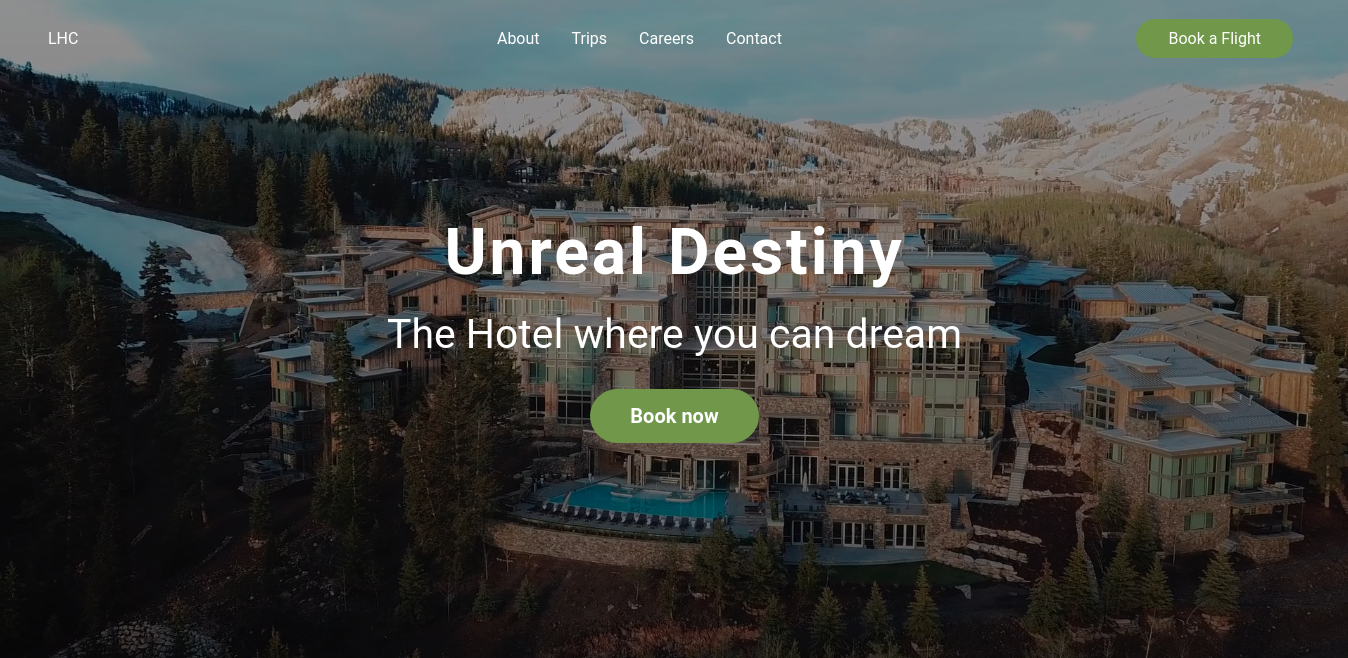 LHC
About Trips Careers Contact
Book a Flight
Unreal Destiny
The Hotel where you can dream
Book now